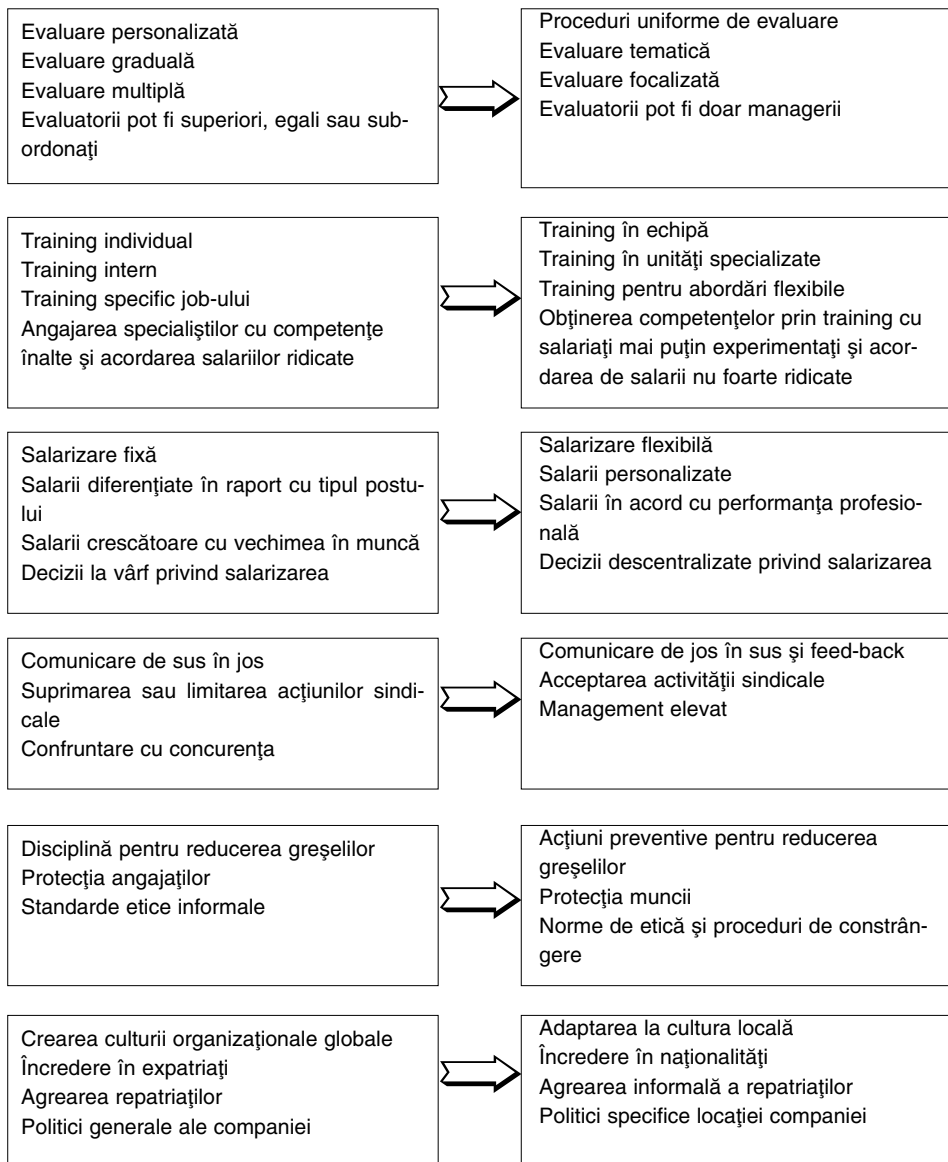 Evaluare personalizată
Evaluare graduală
Evaluare multiplă
Evaluatorii pot fi superiori, egali sau sub-
ordonaţi
Proceduri uniforme de evaluare
Evaluare tematică
Evaluare focalizată
Evaluatorii pot fi doar managerii
Training individual
Training intern
Training specific job-ului
Angajarea specialiştilor cu competenţe
înalte şi acordarea salariilor ridicate
Training în echipă
Training în unităţi specializate
Training pentru abordări flexibile
Obţinerea competenţelor prin training cu
salariaţi mai puţin experimentaţi şi acor-
darea de salarii nu foarte ridicate
Salarizare fixă
Salarii diferenţiate în raport cu tipul postu-
lui
Salarii crescătoare cu vechimea în muncă
Decizii la vârf privind salarizarea
Salarizare flexibilă
Salarii personalizate
Salarii în acord cu performanţa profesio-
nală
Decizii descentralizate privind salarizarea
Comunicare de sus în jos
Suprimarea sau limitarea acţiunilor sindi-
cale
Confruntare cu concurenţa
Comunicare de jos în sus şi feed-back
Acceptarea activităţii sindicale
Management elevat
Disciplină pentru reducerea greşelilor
Protecţia angajaţilor
Standarde etice informale
Acţiuni preventive pentru reducerea
greşelilor
Protecţia muncii
Norme de etică şi proceduri de constrân-
gere
Crearea culturii organizaţionale globale
Încredere în expatriaţi
Agrearea repatriaţilor
Politici generale ale companiei
Adaptarea la cultura locală
Încredere în naţionalităţi
Agrearea informală a repatriaţilor
Politici specifice locaţiei companiei